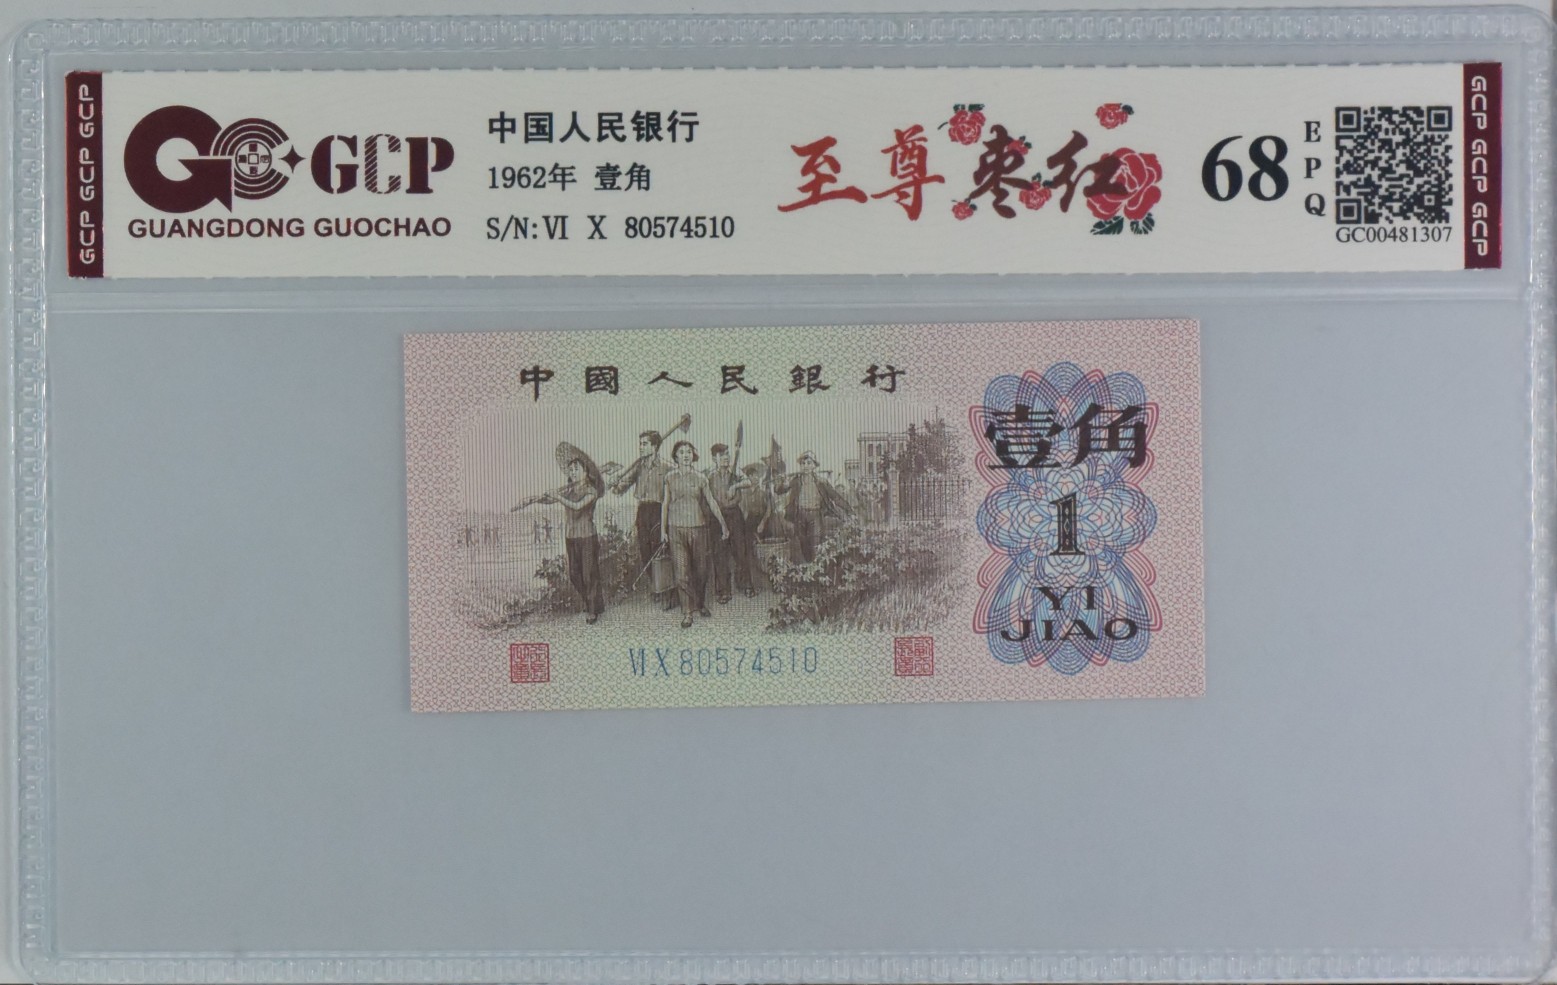 GCP GCP GCP
GCP
GUANGDONG GUOCHAO
中国人民银行
1962年 壹角
S/N:VI X 80574510
至尊枣红
68
EPQ
GC00481307
GCP GCP GCP
中國人民銀行
壹角
1
YI
JIAO
VI X 80574510